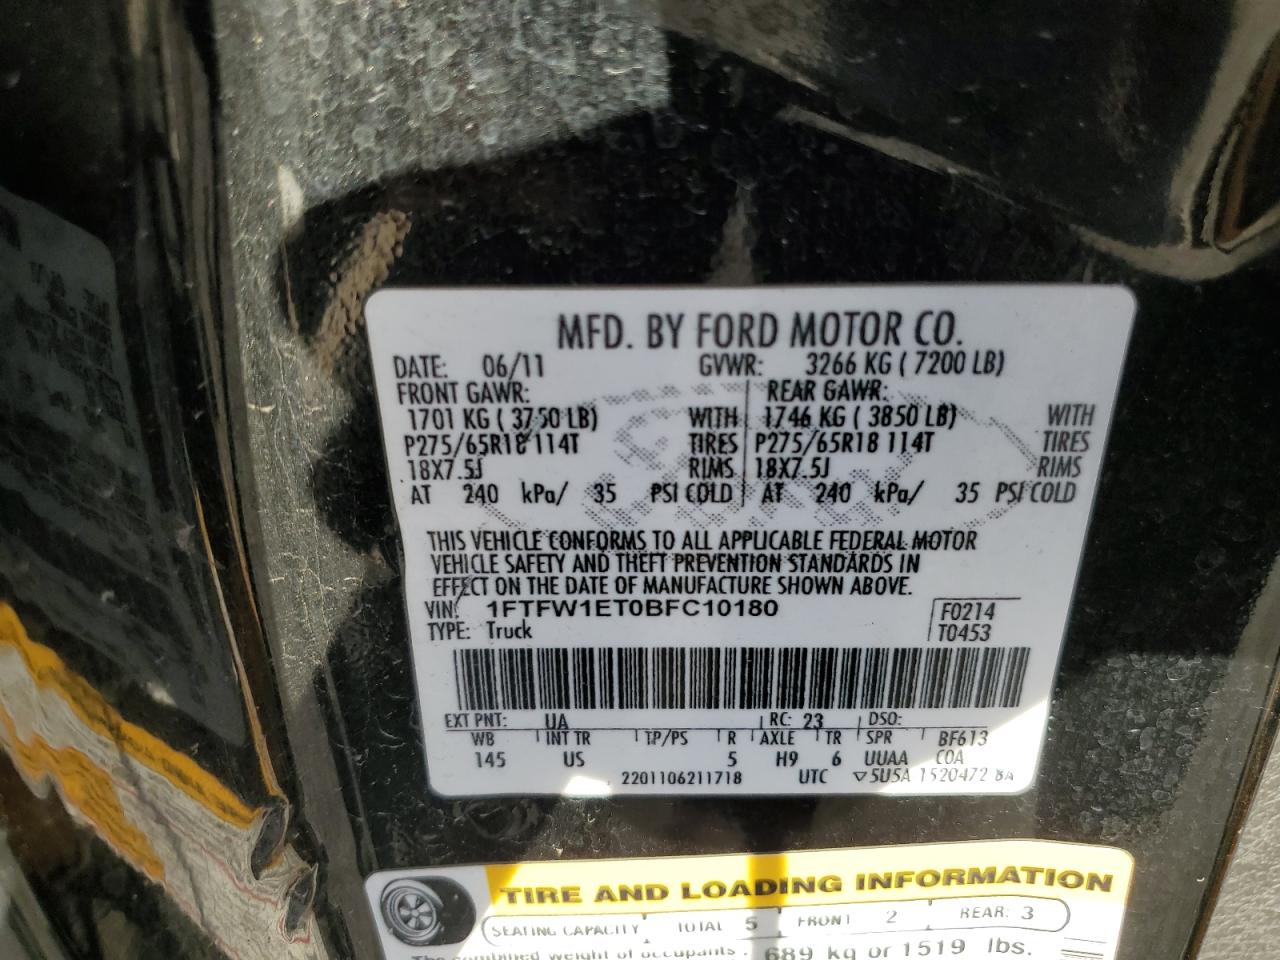 MFD. BY FORD MOTOR CO.
DATE: 06/11 GVWR: 3266 KG ( 7200 LB)
FRONT GAWR: REAR GAWR:
1701 KG ( 3750 LB) WITH 1746 KG ( 3850 LB) WITH
P275/65R18 114T TIRES P275/65R18 114T TIRES
18X7.5J RIMS 18X7.5J RIMS
AT 240 kPa/ 35 PSI COLD AT 240 kPa/ 35 PSI COLD
THIS VEHICLE CONFORMS TO ALL APPLICABLE FEDERAL MOTOR
VEHICLE SAFETY AND THEFT PREVENTION STANDARDS IN
EFFECT ON THE DATE OF MANUFACTURE SHOWN ABOVE.
VIN: 1FTFW1ET0BFC10180 F0214
TYPE: Truck T0453
EXT PNT: UA RC: 23 DSO:
WB INT TR TP/PS R AXLE TR SPR BF613
145 US 5 H9 6 UUAA COA
2201106211718 UTC ▽5U5A 1520472 BA
TIRE AND LOADING INFORMATION
SEATING CAPACITY TOTAL 5 FRONT 2 REAR: 3
The combined weight of occupants 689 kg or 1519 lbs.